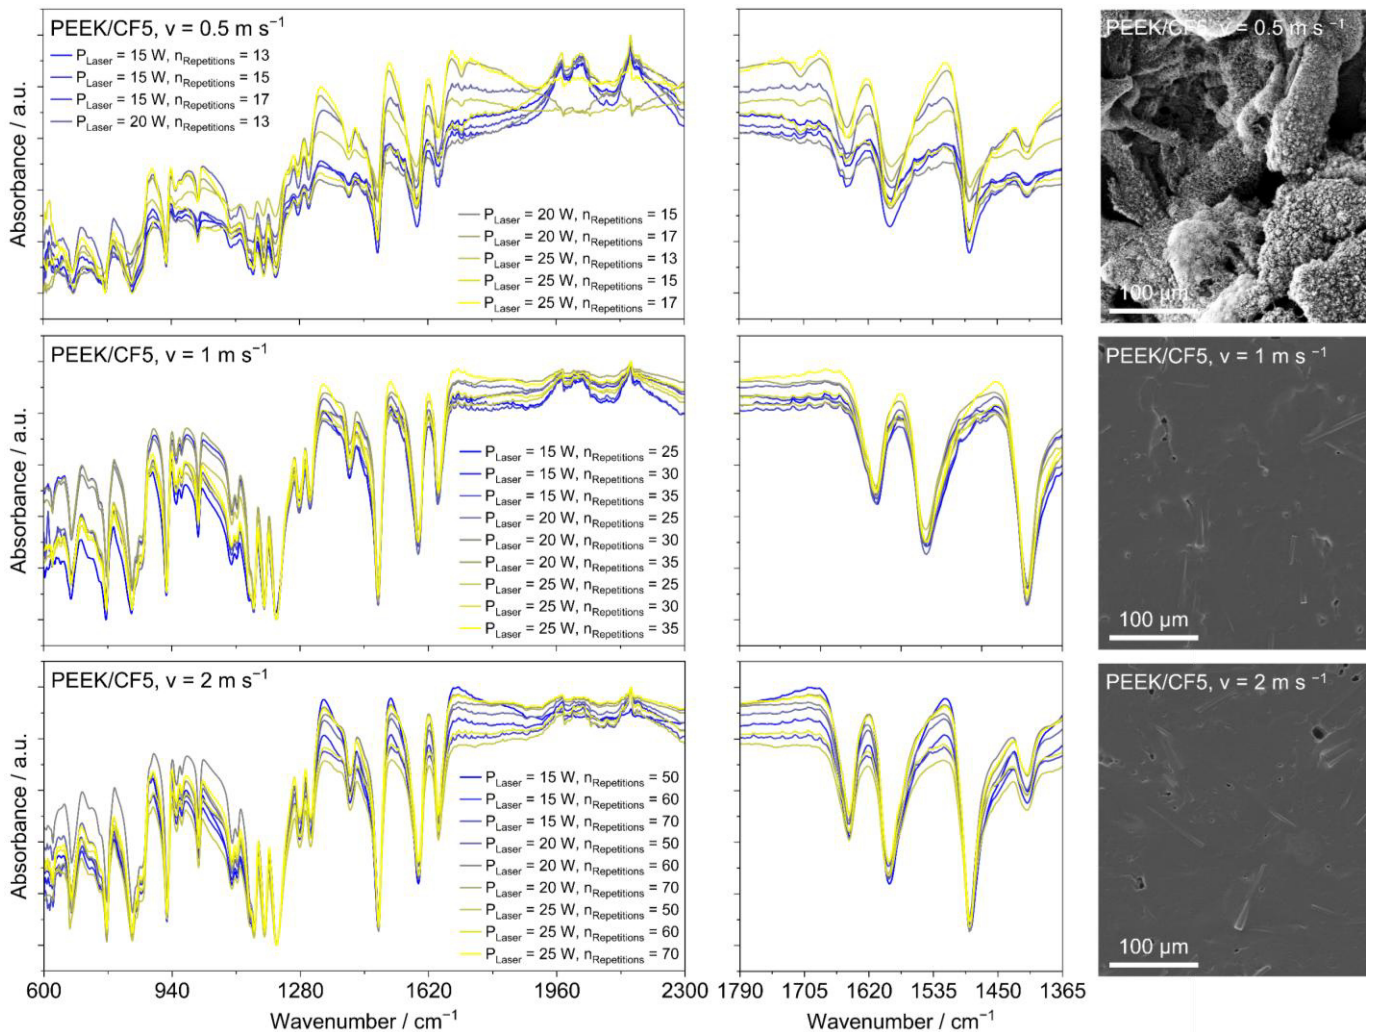 PEEK/CF5, v = 0.5 m s⁻¹
P_Laser = 15 W, n_Repetitions = 13
P_Laser = 15 W, n_Repetitions = 15
P_Laser = 15 W, n_Repetitions = 17
P_Laser = 20 W, n_Repetitions = 13
P_Laser = 20 W, n_Repetitions = 15
P_Laser = 20 W, n_Repetitions = 17
P_Laser = 25 W, n_Repetitions = 13
P_Laser = 25 W, n_Repetitions = 15
P_Laser = 25 W, n_Repetitions = 17
Absorbance / a.u.
PEEK/CF5, v = 0.5 m s⁻¹
100 µm
PEEK/CF5, v = 1 m s⁻¹
P_Laser = 15 W, n_Repetitions = 25
P_Laser = 15 W, n_Repetitions = 30
P_Laser = 15 W, n_Repetitions = 35
P_Laser = 20 W, n_Repetitions = 25
P_Laser = 20 W, n_Repetitions = 30
P_Laser = 20 W, n_Repetitions = 35
P_Laser = 25 W, n_Repetitions = 25
P_Laser = 25 W, n_Repetitions = 30
P_Laser = 25 W, n_Repetitions = 35
Absorbance / a.u.
PEEK/CF5, v = 1 m s⁻¹
100 µm
PEEK/CF5, v = 2 m s⁻¹
P_Laser = 15 W, n_Repetitions = 50
P_Laser = 15 W, n_Repetitions = 60
P_Laser = 15 W, n_Repetitions = 70
P_Laser = 20 W, n_Repetitions = 50
P_Laser = 20 W, n_Repetitions = 60
P_Laser = 20 W, n_Repetitions = 70
P_Laser = 25 W, n_Repetitions = 50
P_Laser = 25 W, n_Repetitions = 60
P_Laser = 25 W, n_Repetitions = 70
Absorbance / a.u.
PEEK/CF5, v = 2 m s⁻¹
100 µm
600 940 1280 1620 1960 2300
Wavenumber / cm⁻¹
1790 1705 1620 1535 1450 1365
Wavenumber / cm⁻¹